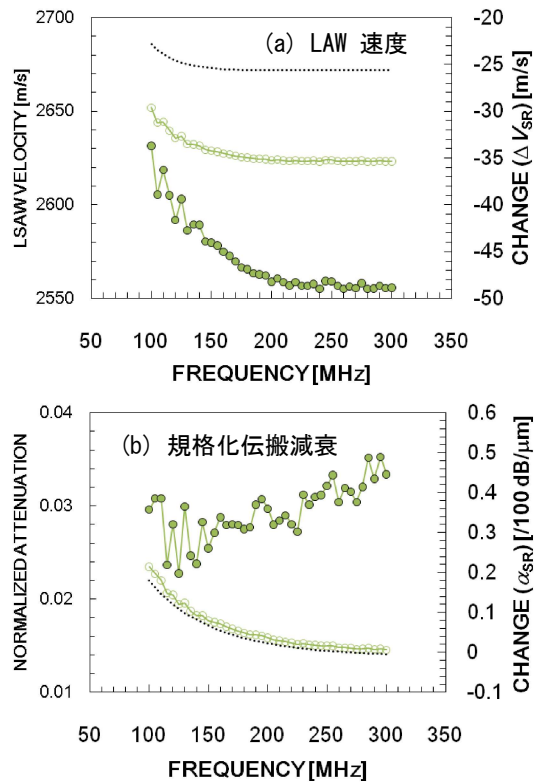 2700
2650
2600
2550
LSAW VELOCITY [m/s]
(a) LAW 速度
-20
-25
-30
-35
-40
-45
-50
CHANGE (ΔV_SR) [m/s]
50 100 150 200 250 300 350
FREQUENCY [MHz]
0.04
0.03
0.02
0.01
NORMALIZED ATTENUATION
(b) 規格化伝搬減衰
0.6
0.5
0.4
0.3
0.2
0.1
0
-0.1
CHANGE (α_SR) [/100 dB/μm]
50 100 150 200 250 300 350
FREQUENCY [MHz]